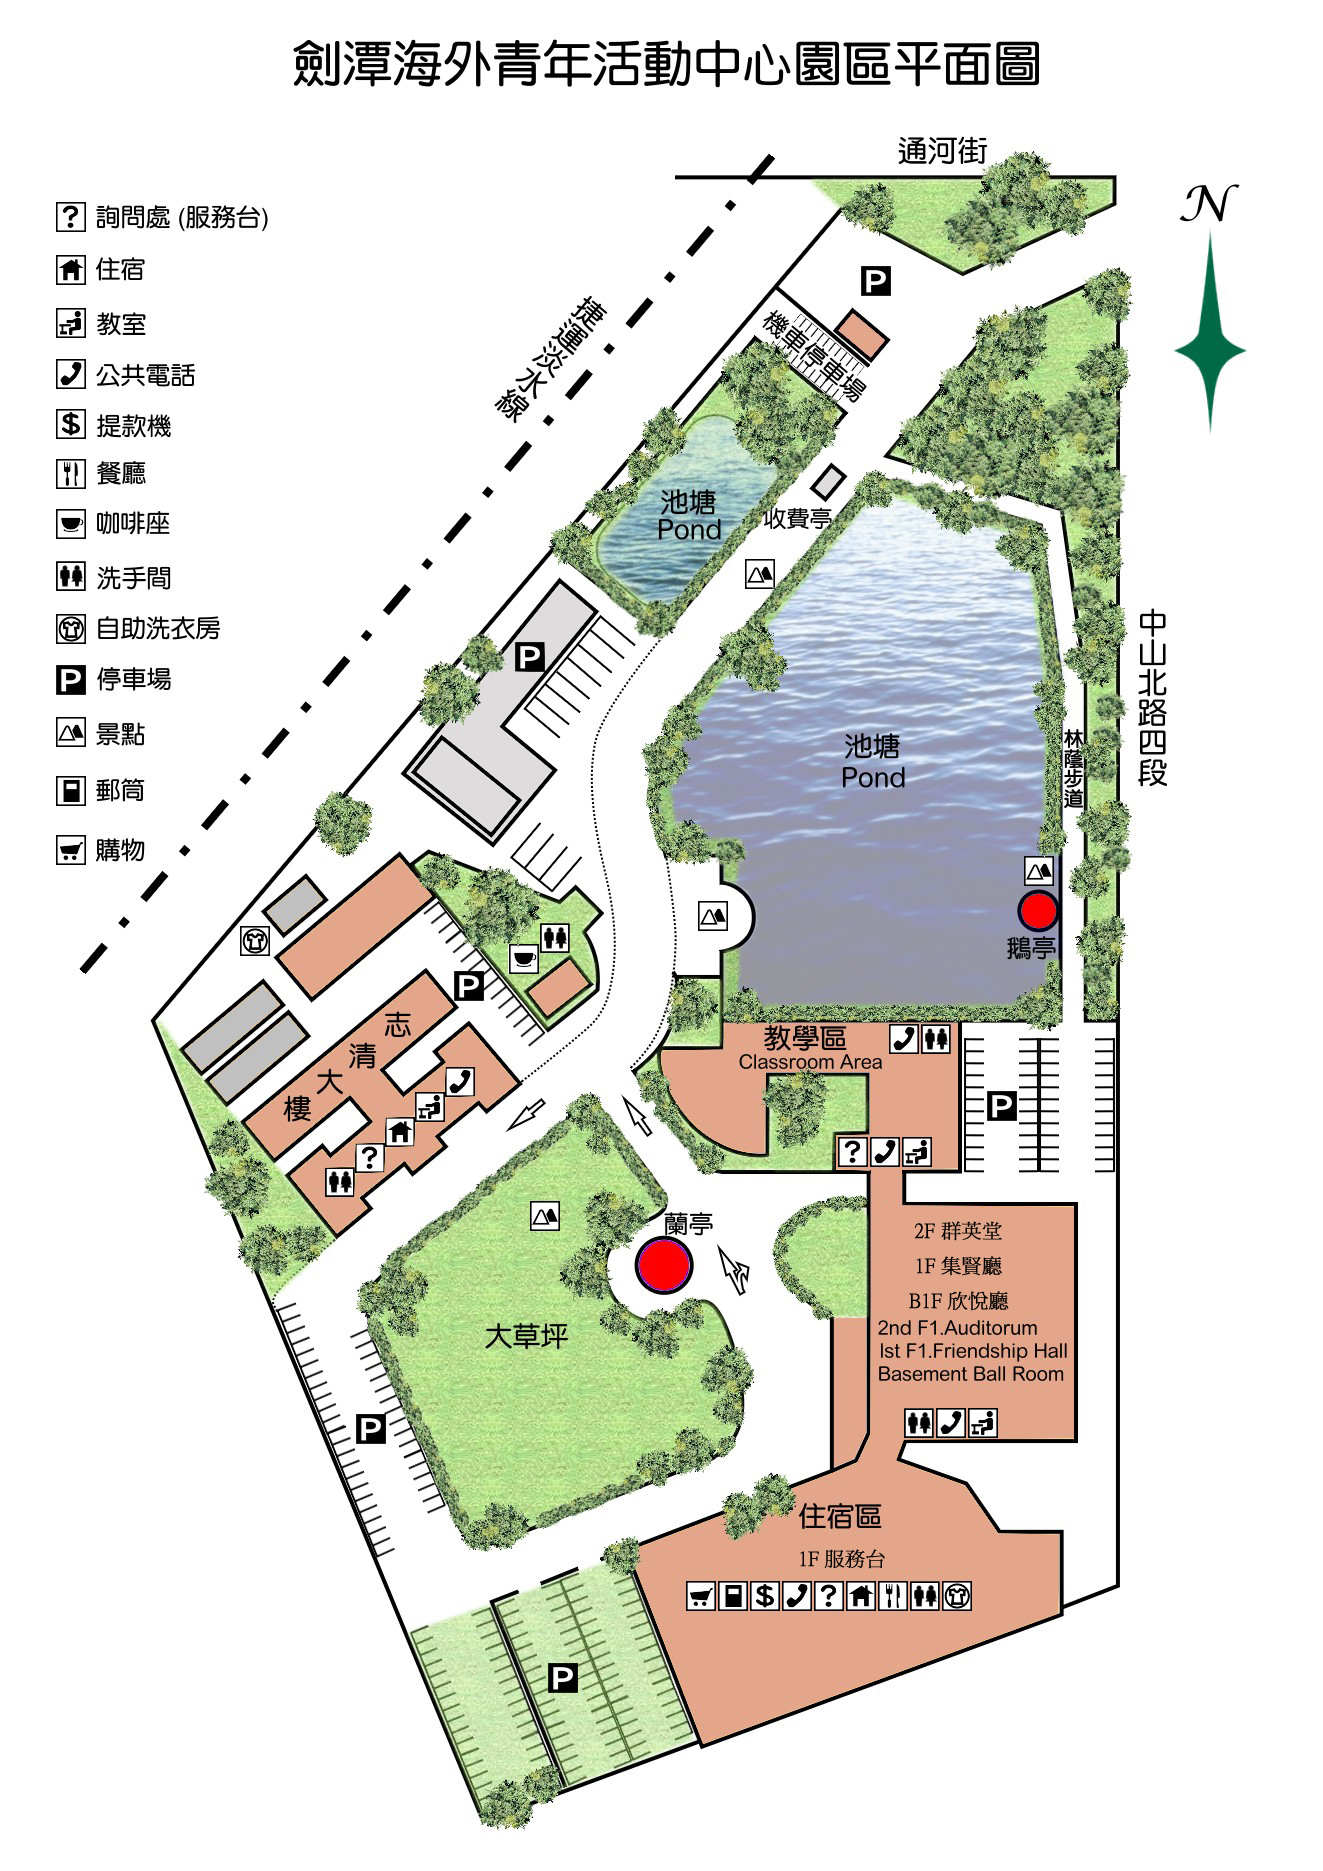 劍潭海外青年活動中心園區平面圖
通河街
N
? 詢問處 (服務台)
住宿
教室
公共電話
$ 提款機
餐廳
咖啡座
洗手間
自助洗衣房
P 停車場
景點
郵筒
購物
捷運淡水線
P
機車停車場
池塘
Pond
收費亭
P
池塘
Pond
中山北路四段
林蔭步道
鵝亭
P
志清大樓
?
教學區
Classroom Area
P
?
蘭亭
大草坪
P
2F 群英堂
1F 集賢廳
B1F 欣悅廳
2nd F1.Auditorum
Ist F1.Friendship Hall
Basement Ball Room
住宿區
1F 服務台
$ ?
P